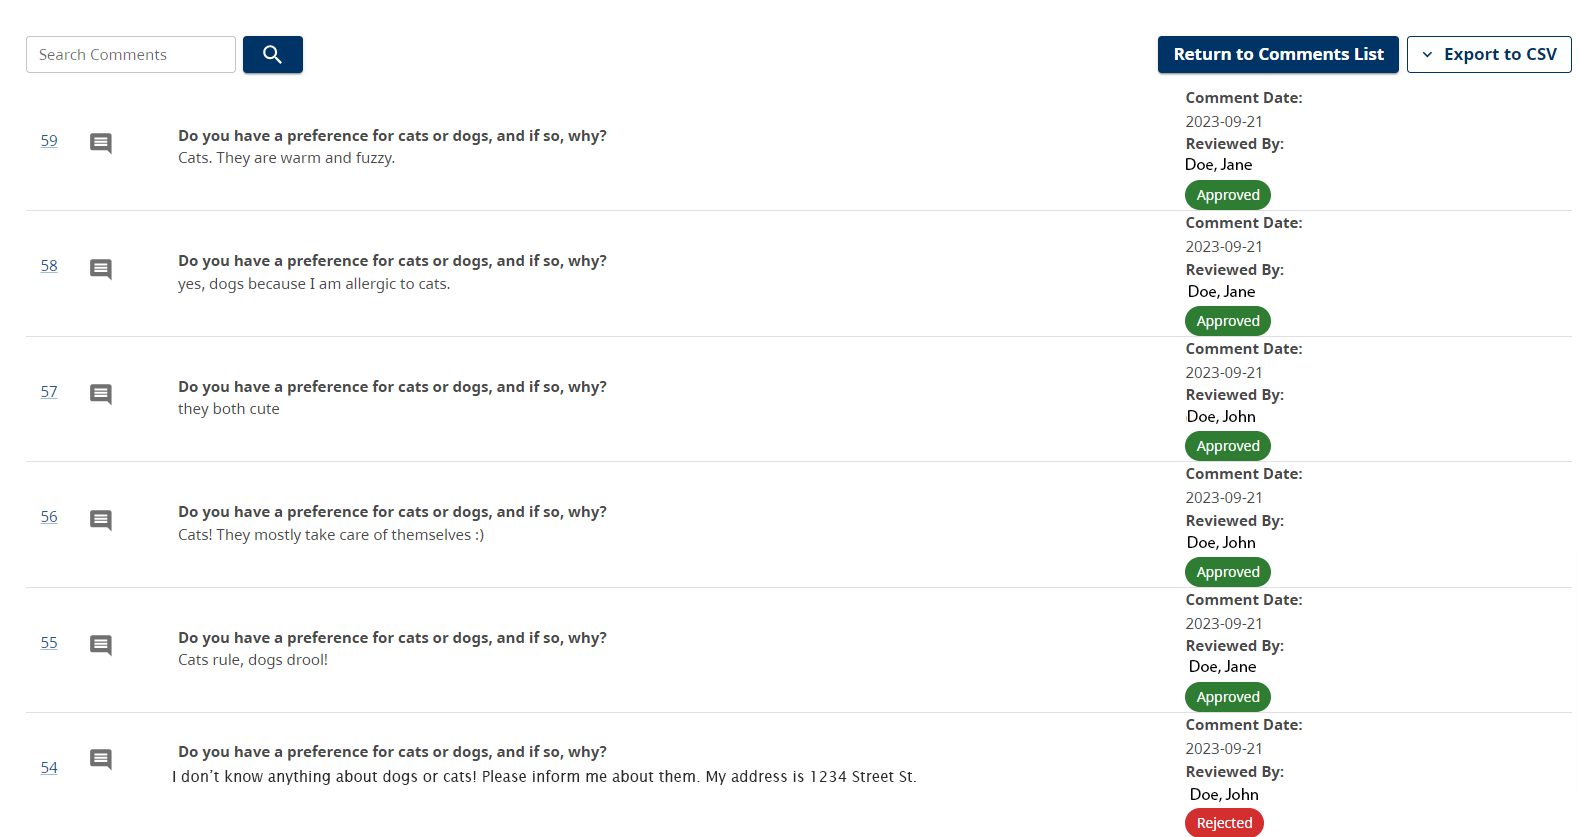 Search Comments
Return to Comments List
Export to CSV
59
Do you have a preference for cats or dogs, and if so, why?
Cats. They are warm and fuzzy.
Comment Date:
2023-09-21
Reviewed By:
Doe, Jane
Approved
58
Do you have a preference for cats or dogs, and if so, why?
yes, dogs because I am allergic to cats.
Comment Date:
2023-09-21
Reviewed By:
Doe, Jane
Approved
57
Do you have a preference for cats or dogs, and if so, why?
they both cute
Comment Date:
2023-09-21
Reviewed By:
Doe, John
Approved
56
Do you have a preference for cats or dogs, and if so, why?
Cats! They mostly take care of themselves :)
Comment Date:
2023-09-21
Reviewed By:
Doe, John
Approved
55
Do you have a preference for cats or dogs, and if so, why?
Cats rule, dogs drool!
Comment Date:
2023-09-21
Reviewed By:
Doe, Jane
Approved
54
Do you have a preference for cats or dogs, and if so, why?
I don't know anything about dogs or cats! Please inform me about them. My address is 1234 Street St.
Comment Date:
2023-09-21
Reviewed By:
Doe, John
Rejected